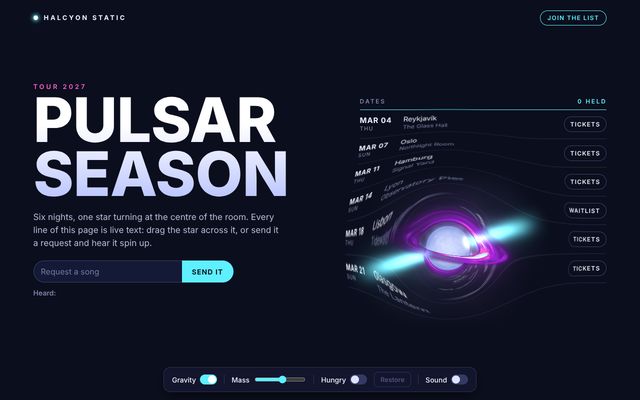 HALCYON STATIC
JOIN THE LIST
TOUR 2027
PULSAR
SEASON
Six nights, one star turning at the centre of the room. Every
line of this page is live text: drag the star across it, or send it
a request and hear it spin up.
Request a song
SEND IT
Heard:
DATES
0 HELD
MAR 04
THU
Reykjavík
The Glass Hall
TICKETS
MAR 07
SUN
Oslo
Northlight Room
TICKETS
MAR 11
THU
Hamburg
Signal Yard
TICKETS
MAR 14
SUN
Lyon
Observatory
WAITLIST
MAR 18
THU
Lisbon
TICKETS
MAR 21
SUN
Glasgow
The Lantern
TICKETS
Gravity
Mass
Hungry
Restore
Sound